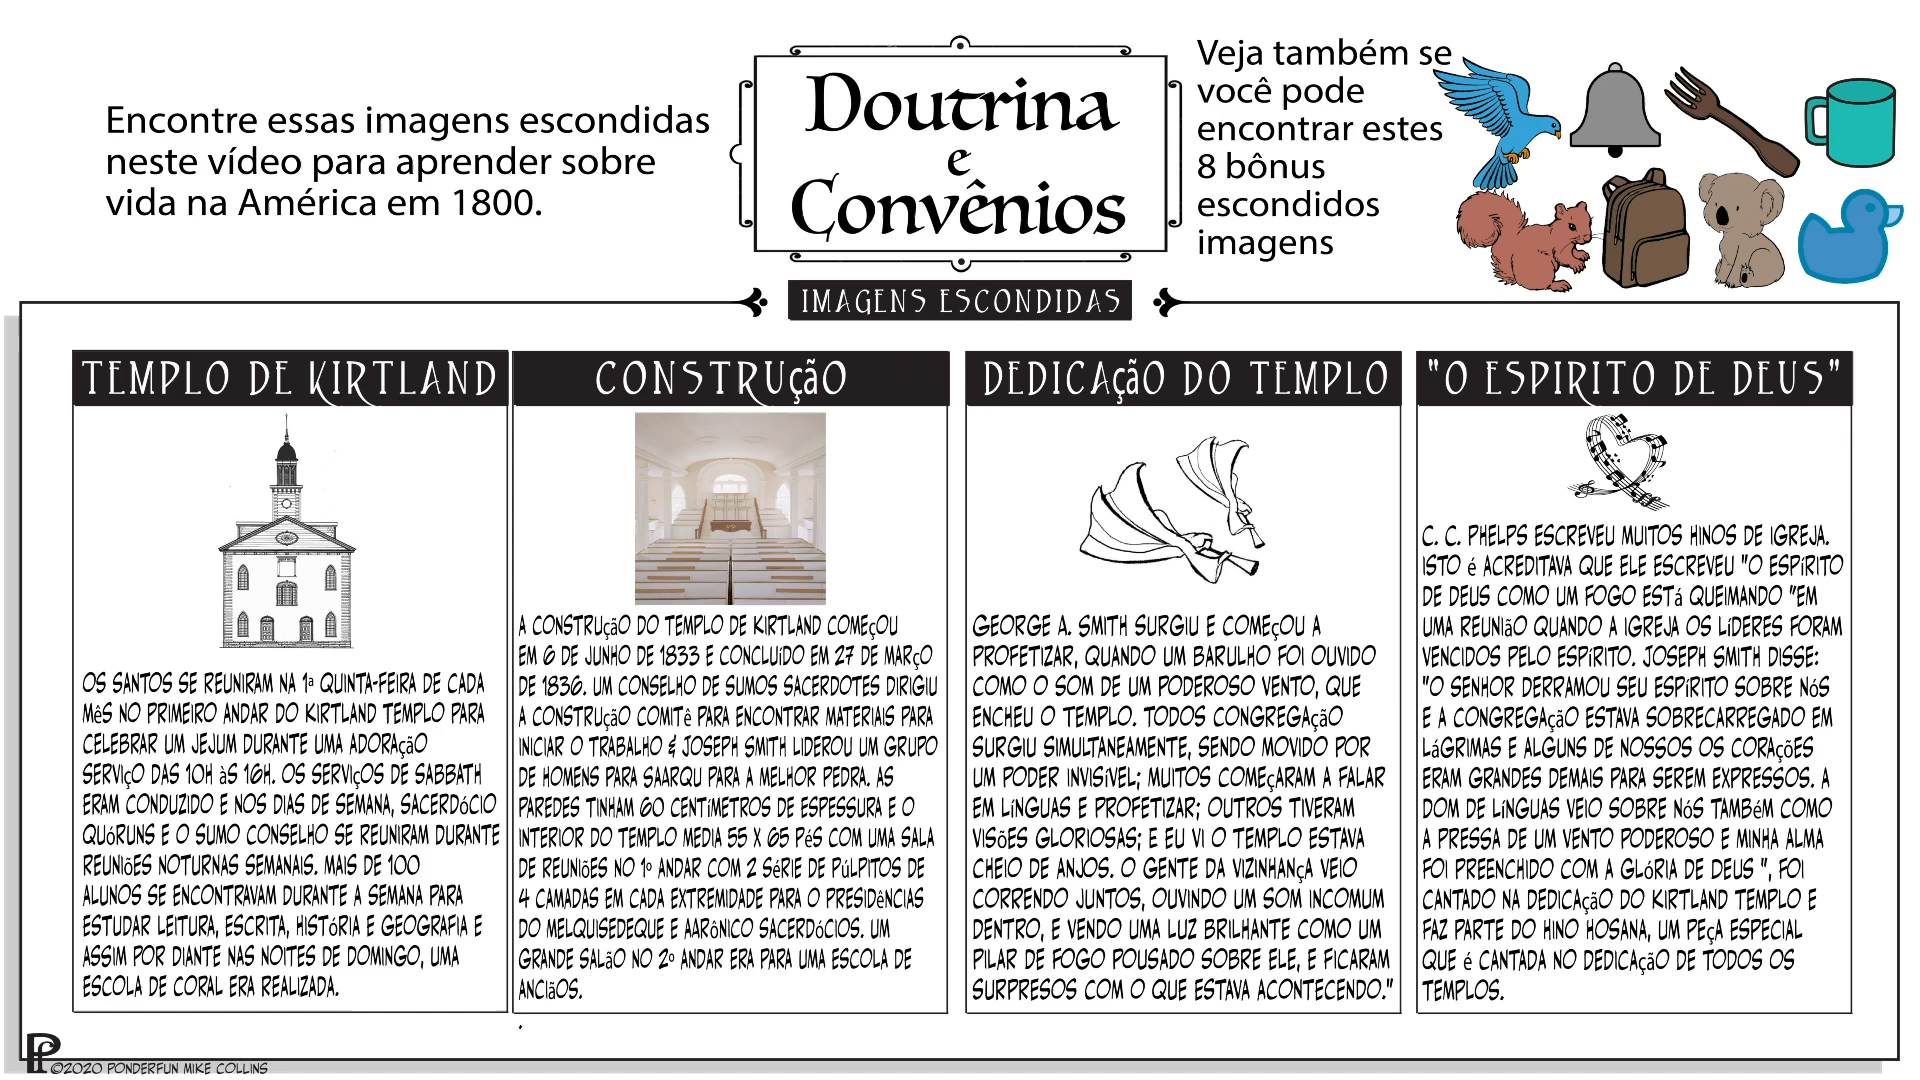 Encontre essas imagens escondidas
neste vídeo para aprender sobre
vida na América em 1800.
Doutrina
e
Convênios
Veja também se
você pode
encontrar estes
8 bônus
escondidos
imagens
IMAGENS ESCONDIDAS
TEMPLO DE KIRTLAND
OS SANTOS SE REUNIRAM NA 1ª QUINTA-FEIRA DE CADA
MêS NO PRIMEIRO ANDAR DO KIRTLAND TEMPLO PARA
CELEBRAR UM JEJUM DURANTE UMA ADORAçãO
SERVIçO DAS 10H àS 16H. OS SERVIçOS DE SABBATH
ERAM CONDUZIDO E NOS DIAS DE SEMANA, SACERDóCIO
QUóRUNS E O SUMO CONSELHO SE REUNIRAM DURANTE
REUNIõES NOTURNAS SEMANAIS. MAIS DE 100
ALUNOS SE ENCONTRAVAM DURANTE A SEMANA PARA
ESTUDAR LEITURA, ESCRITA, HISTóRIA E GEOGRAFIA E
ASSIM POR DIANTE NAS NOITES DE DOMINGO, UMA
ESCOLA DE CORAL ERA REALIZADA.
CONSTRUçãO
A CONSTRUçãO DO TEMPLO DE KIRTLAND COMEçOU
EM 6 DE JUNHO DE 1833 E CONCLUíDO EM 27 DE MARçO
DE 1836. UM CONSELHO DE SUMOS SACERDOTES DIRIGIU
A CONSTRUçãO COMITê PARA ENCONTRAR MATERIAIS PARA
INICIAR O TRABALHO & JOSEPH SMITH LIDEROU UM GRUPO
DE HOMENS PARA SAARQU PARA A MELHOR PEDRA. AS
PAREDES TINHAM 60 CENTíMETROS DE ESPESSURA E O
INTERIOR DO TEMPLO MEDIA 55 X 65 PéS COM UMA SALA
DE REUNIõES NO 1º ANDAR COM 2 SéRIE DE PúLPITOS DE
4 CAMADAS EM CADA EXTREMIDADE PARA O PRESIDêNCIAS
DO MELQUISEDEQUE E AARôNICO SACERDóCIOS. UM
GRANDE SALãO NO 2º ANDAR ERA PARA UMA ESCOLA DE
ANCIãOS.
.
DEDICAçãO DO TEMPLO
GEORGE A. SMITH SURGIU E COMEçOU A
PROFETIZAR, QUANDO UM BARULHO FOI OUVIDO
COMO O SOM DE UM PODEROSO VENTO, QUE
ENCHEU O TEMPLO. TODOS CONGREGAçãO
SURGIU SIMULTANEAMENTE, SENDO MOVIDO POR
UM PODER INVISíVEL; MUITOS COMEçARAM A FALAR
EM LíNGUAS E PROFETIZAR; OUTROS TIVERAM
VISõES GLORIOSAS; E EU VI O TEMPLO ESTAVA
CHEIO DE ANJOS. O GENTE DA VIZINHANçA VEIO
CORRENDO JUNTOS, OUVINDO UM SOM INCOMUM
DENTRO, E VENDO UMA LUZ BRILHANTE COMO UM
PILAR DE FOGO POUSADO SOBRE ELE, E FICARAM
SURPRESOS COM O QUE ESTAVA ACONTECENDO."
"O ESPIRITO DE DEUS"
C. C. PHELPS ESCREVEU MUITOS HINOS DE IGREJA.
ISTO é ACREDITAVA QUE ELE ESCREVEU "O ESPíRITO
DE DEUS COMO UM FOGO ESTá QUEIMANDO "EM
UMA REUNIãO QUANDO A IGREJA OS LíDERES FORAM
VENCIDOS PELO ESPíRITO. JOSEPH SMITH DISSE:
"O SENHOR DERRAMOU SEU ESPíRITO SOBRE NóS
E A CONGREGAçãO ESTAVA SOBRECARREGADO EM
LáGRIMAS E ALGUNS DE NOSSOS OS CORAçõES
ERAM GRANDES DEMAIS PARA SEREM EXPRESSOS. A
DOM DE LíNGUAS VEIO SOBRE NóS TAMBéM COMO
A PRESSA DE UM VENTO PODEROSO E MINHA ALMA
FOI PREENCHIDO COM A GLóRIA DE DEUS ", FOI
CANTADO NA DEDICAçãO DO KIRTLAND TEMPLO E
FAZ PARTE DO HINO HOSANA, UM PEçA ESPECIAL
QUE é CANTADA NO DEDICAçãO DE TODOS OS
TEMPLOS.
Pf ©2020 PONDERFUN MIKE COLLINS